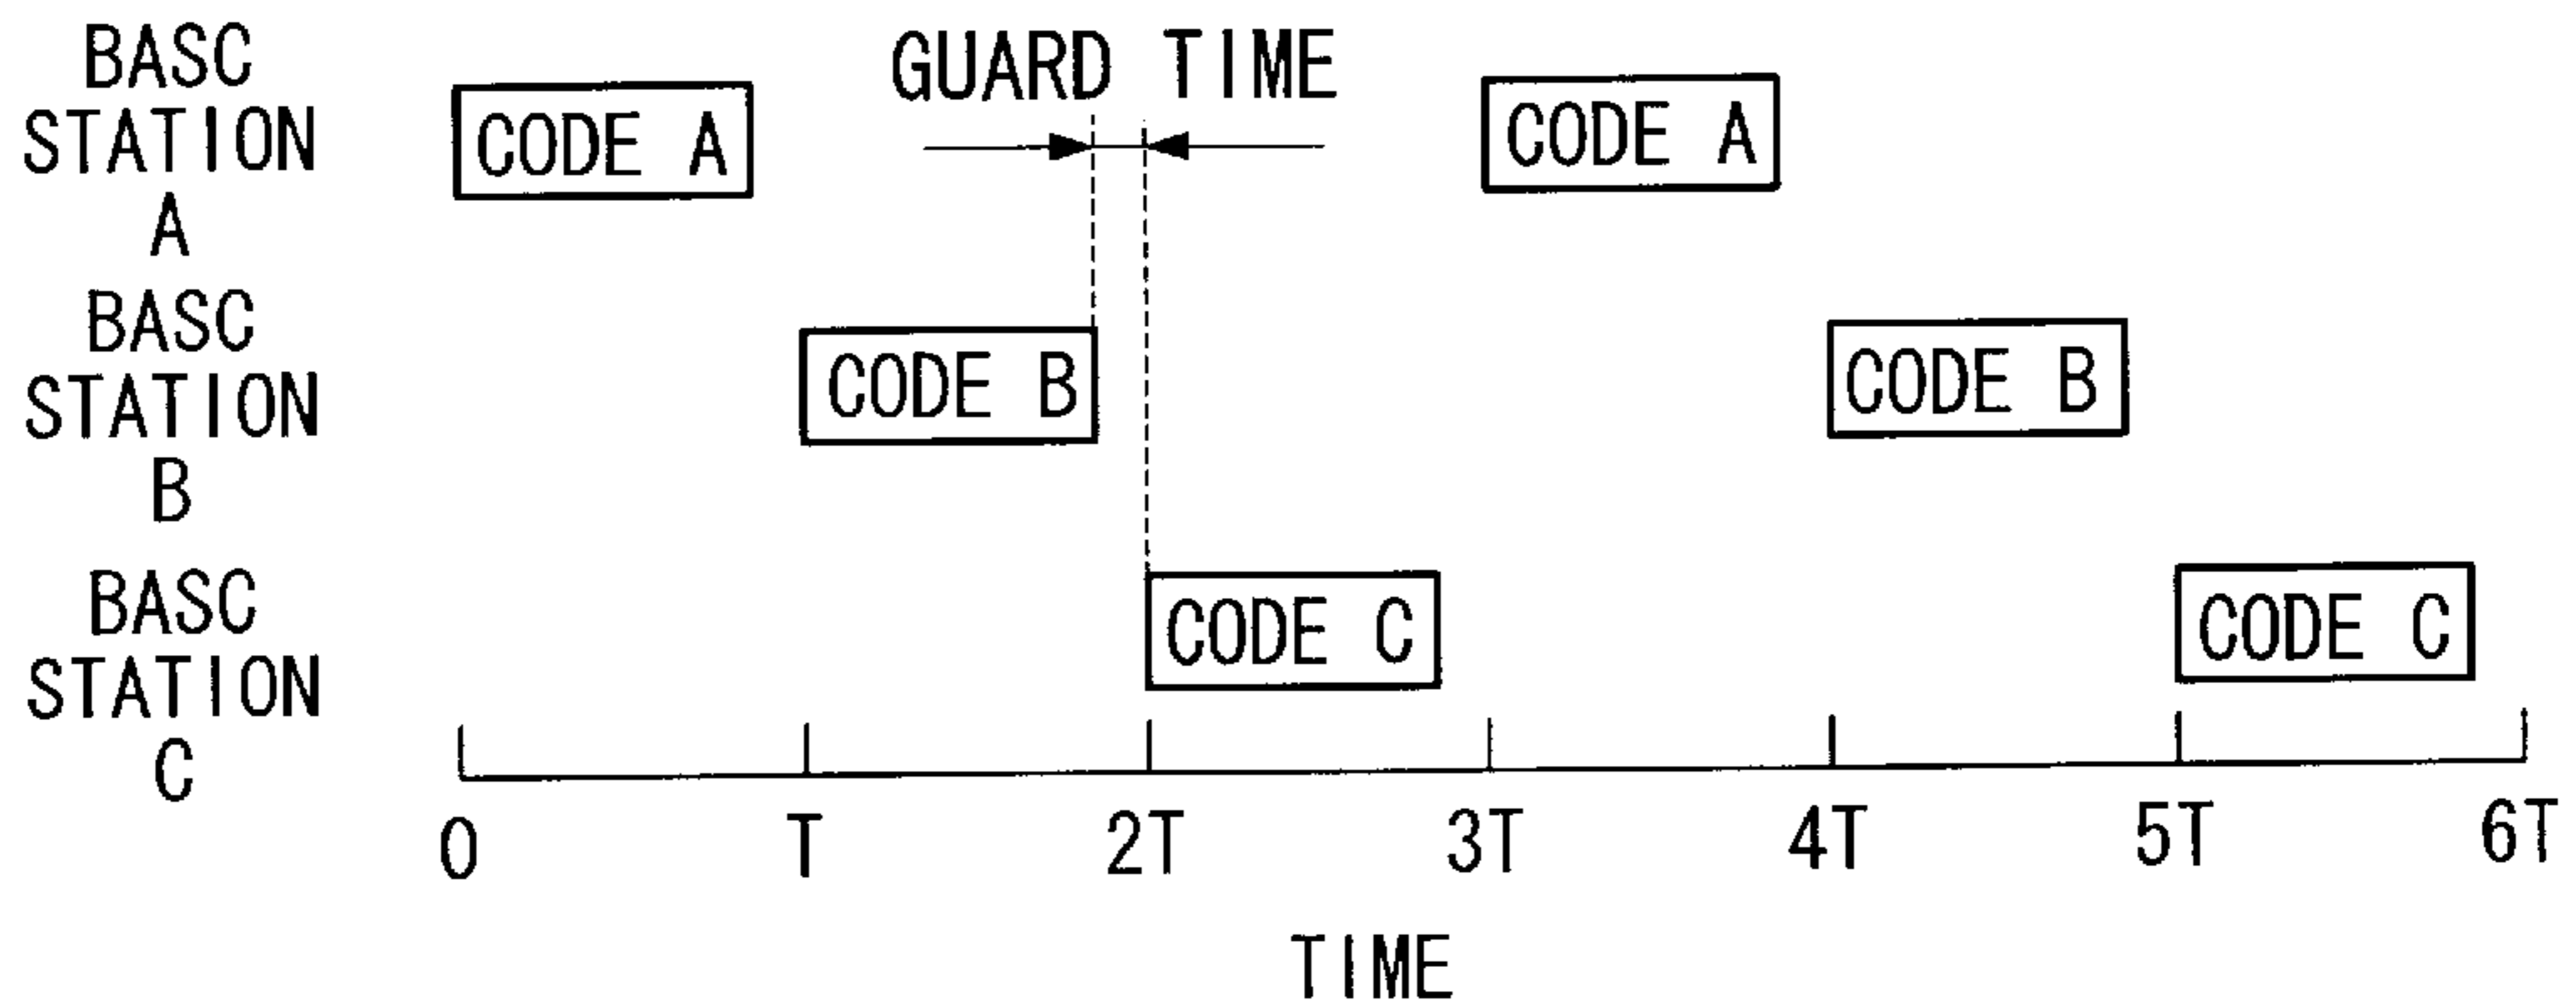 BASC
STATION
A
CODE A
GUARD TIME
CODE A
BASC
STATION
B
CODE B
CODE B
BASC
STATION
C
CODE C
CODE C
0 T 2T 3T 4T 5T 6T
TIME